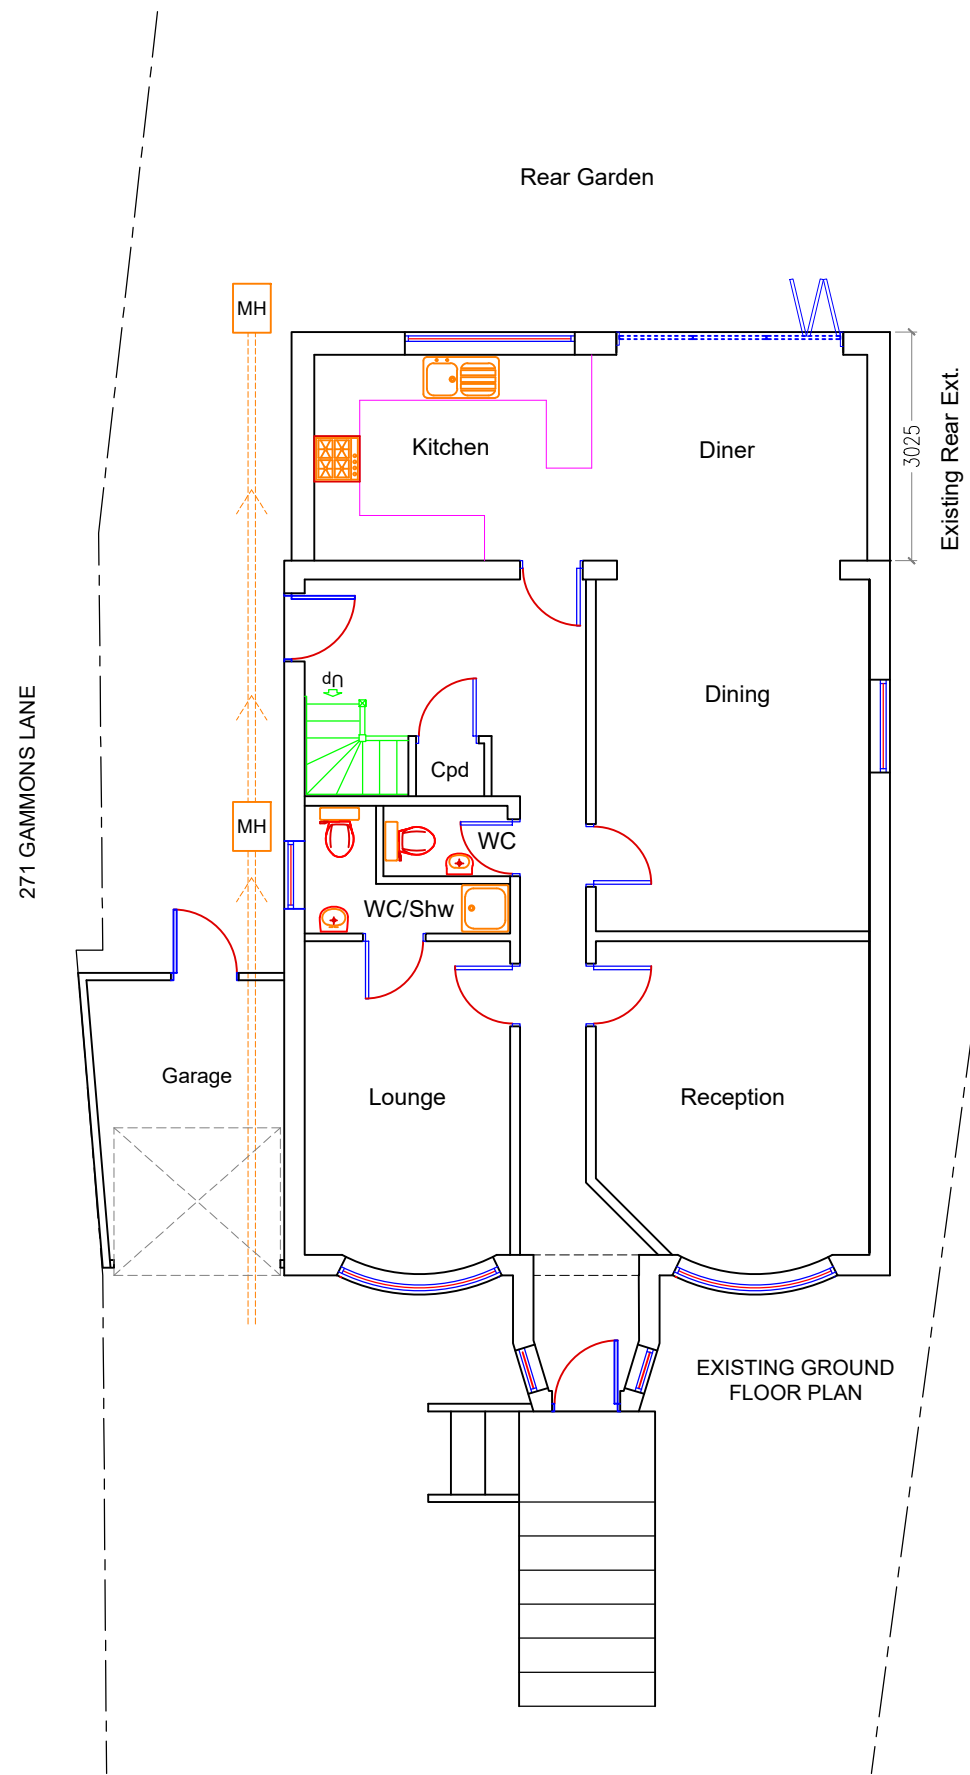 Rear Garden
MH
Kitchen
Diner
3025
Existing Rear Ext.
Up
Dining
Cpd
271 GAMMONS LANE
MH
WC
WC/Shw
Garage
Lounge
Reception
EXISTING GROUND
FLOOR PLAN